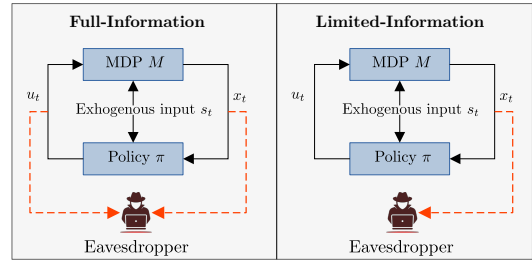 Full-Information
MDP M
u_t
x_t
Exhogenous input s_t
Policy π
Eavesdropper
Limited-Information
MDP M
u_t
x_t
Exhogenous input s_t
Policy π
Eavesdropper